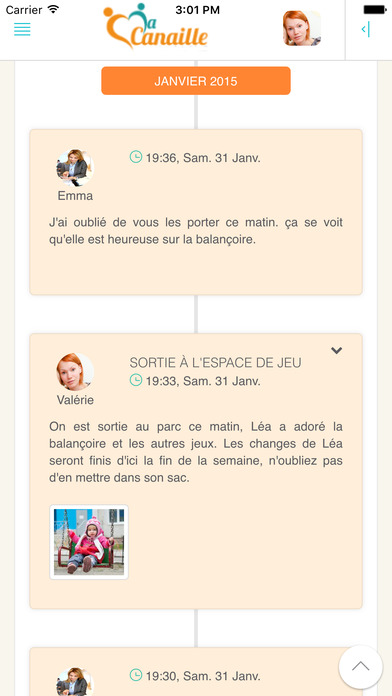 Carrier 3:01 PM
a
Canaille
JANVIER 2015
19:36, Sam. 31 Janv.
Emma
J'ai oublié de vous les porter ce matin. ça se voit
qu'elle est heureuse sur la balançoire.
SORTIE À L'ESPACE DE JEU
19:33, Sam. 31 Janv.
Valérie
On est sortie au parc ce matin, Léa a adoré la
balançoire et les autres jeux. Les changes de Léa
seront finis d'ici la fin de la semaine, n'oubliez pas
d'en mettre dans son sac.
19:30, Sam. 31 Janv.